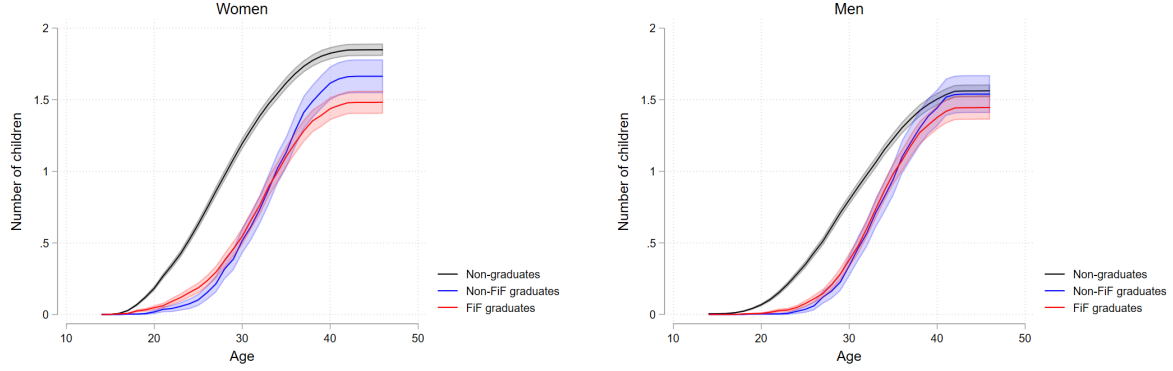 Women
Number of children
2
1.5
1
.5
0
10
20
30
40
50
Age
Non-graduates
Non-FiF graduates
FiF graduates
Men
Number of children
2
1.5
1
.5
0
10
20
30
40
50
Age
Non-graduates
Non-FiF graduates
FiF graduates